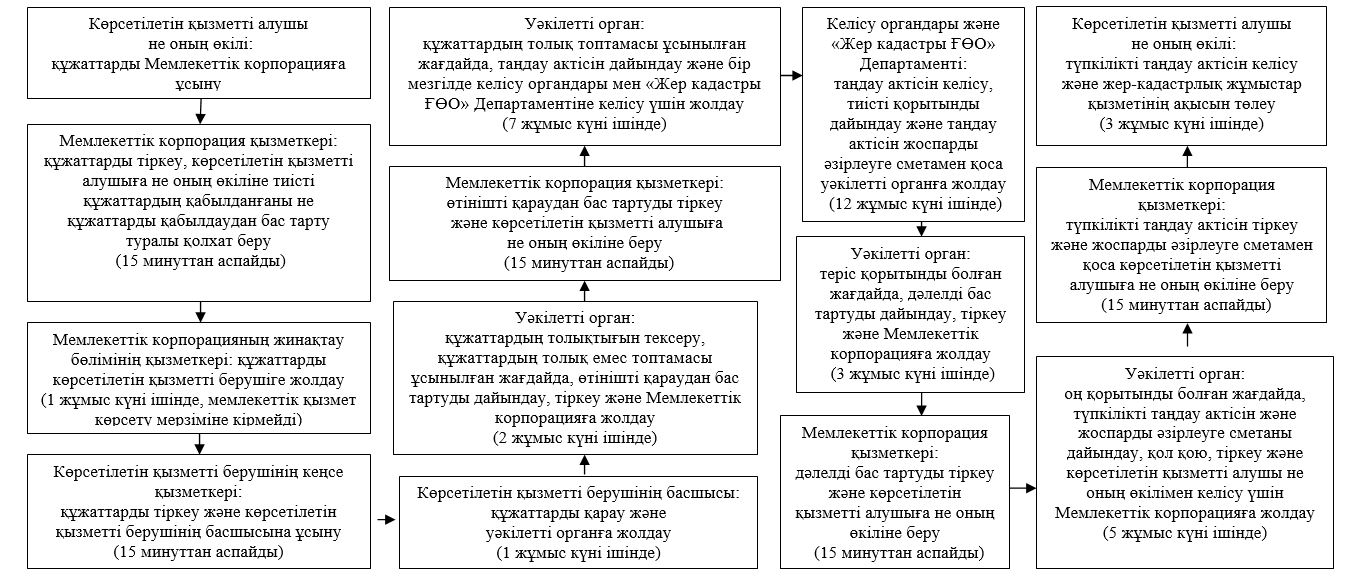 Көрсетілетін қызметті алушы
не оның өкілі:
құжаттарды Мемлекеттік корпорацияға
ұсыну
Мемлекеттік корпорация қызметкері:
құжаттарды тіркеу, көрсетілетін қызметті
алушыға не оның өкіліне тиісті
құжаттардың қабылданғаны не
құжаттарды қабылдаудан бас тарту
туралы қолхат беру
(15 минуттан аспайды)
Мемлекеттік корпорацияның жинақтау
бөлімінің қызметкері: құжаттарды
көрсетілетін қызметті берушіге жолдау
(1 жұмыс күні ішінде, мемлекеттік қызмет
көрсету мерзіміне кірмейді)
Көрсетілетін қызметті берушінің кеңсе
қызметкері:
құжаттарды тіркеу және көрсетілетін
қызметті берушінің басшысына ұсыну
(15 минуттан аспайды)
Көрсетілетін қызметті берушінің басшысы:
құжаттарды қарау және
уәкілетті органға жолдау
(1 жұмыс күні ішінде)
Уәкілетті орган:
құжаттардың толықтығын тексеру,
құжаттардың толық емес топтамасы
ұсынылған жағдайда, өтінішті қараудан бас
тартуды дайындау, тіркеу және Мемлекеттік
корпорацияға жолдау
(2 жұмыс күні ішінде)
Мемлекеттік корпорация қызметкері:
өтінішті қараудан бас тартуды тіркеу
және көрсетілетін қызметті алушыға
не оның өкіліне беру
(15 минуттан аспайды)
Уәкілетті орган:
құжаттардың толық топтамасы ұсынылған
жағдайда, таңдау актісін дайындау және бір
мезгілде келісу органдары мен «Жер кадастры
ҒӨО» Департаментіне келісу үшін жолдау
(7 жұмыс күні ішінде)
Келісу органдары және
«Жер кадастры ҒӨО»
Департаменті:
таңдау актісін келісу,
тиісті қорытынды
дайындау және таңдау
актісін жоспарды
әзірлеуге сметамен қоса
уәкілетті органға жолдау
(12 жұмыс күні ішінде)
Уәкілетті орган:
теріс қорытынды болған
жағдайда, дәлелді бас
тартуды дайындау, тіркеу
және Мемлекеттік
корпорацияға жолдау
(3 жұмыс күні ішінде)
Мемлекеттік корпорация
қызметкері:
дәлелді бас тартуды тіркеу
және көрсетілетін
қызметті алушыға не оның
өкіліне беру
(15 минуттан аспайды)
Уәкілетті орган:
оң қорытынды болған жағдайда,
түпкілікті таңдау актісін және
жоспарды әзірлеуге сметаны
дайындау, қол қою, тіркеу және
көрсетілетін қызметті алушы не
оның өкілімен келісу үшін
Мемлекеттік корпорацияға жолдау
(5 жұмыс күні ішінде)
Мемлекеттік корпорация
қызметкері:
түпкілікті таңдау актісін тіркеу
және жоспарды әзірлеуге сметамен
қоса көрсетілетін қызметті
алушыға не оның өкіліне беру
(15 минуттан аспайды)
Көрсетілетін қызметті алушы
не оның өкілі:
түпкілікті таңдау актісін келісу
және жер-кадастрлық жұмыстар
қызметінің ақысын төлеу
(3 жұмыс күні ішінде)